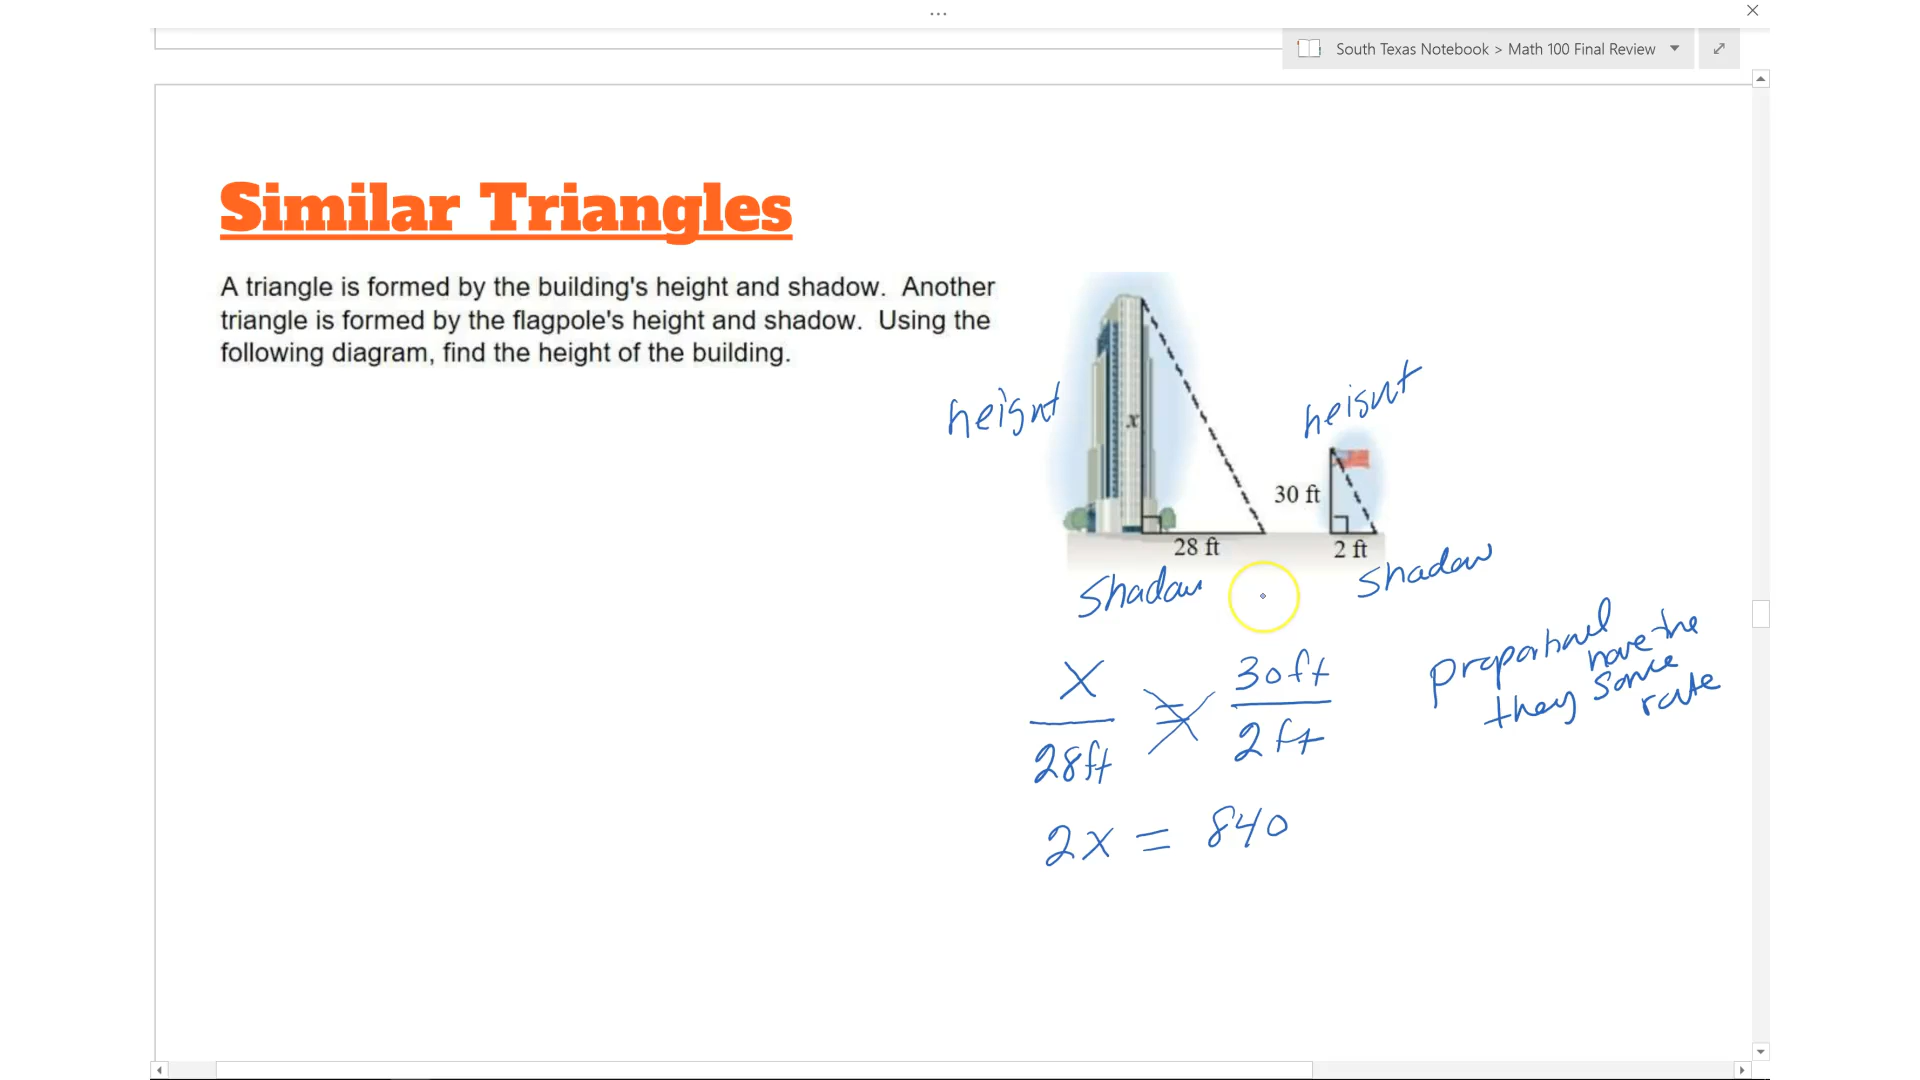 South Texas Notebook > Math 100 Final Review
Similar Triangles
A triangle is formed by the building's height and shadow. Another
triangle is formed by the flagpole's height and shadow. Using the
following diagram, find the height of the building.
height
height
x
30 ft
28 ft
2 ft
Shadow
Shadow
proportional
they have the
same
rate
x/28ft = 30ft/2ft
2x = 840